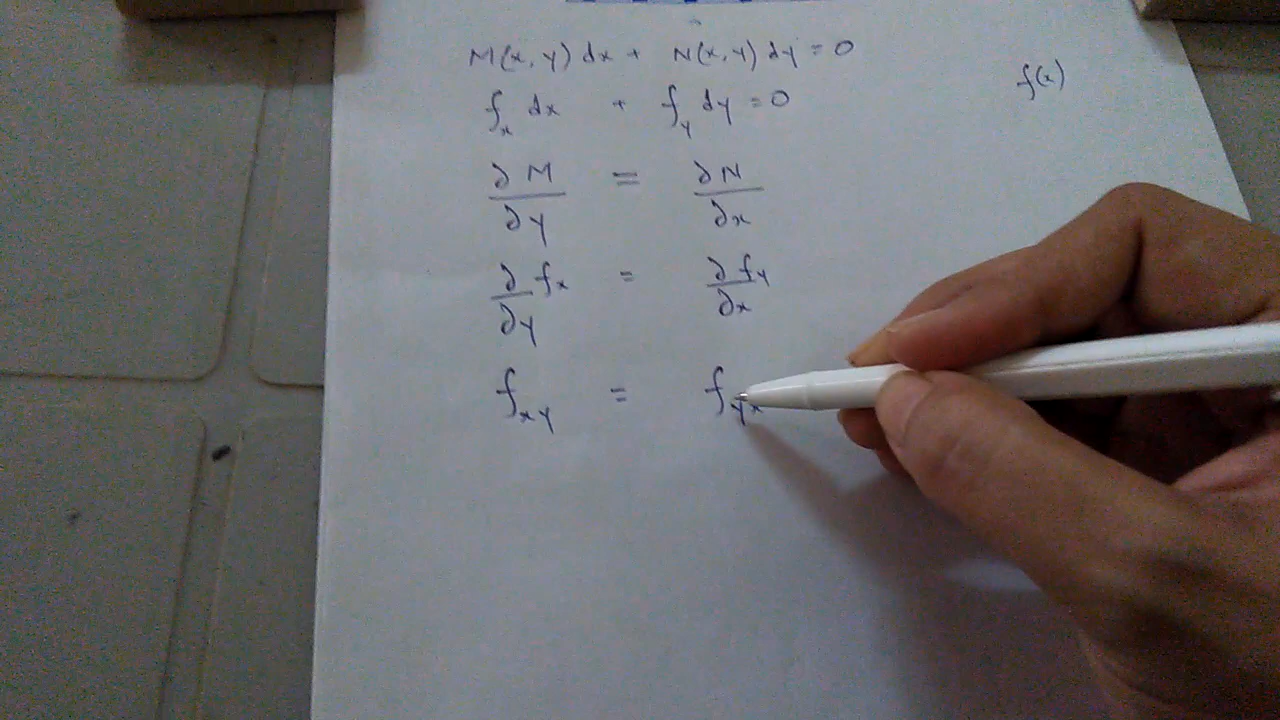 M(x, y) dx + N(x, y) dy = 0
f(x)
f_x dx + f_y dy = 0
∂M/∂y = ∂N/∂x
∂/∂y f_x = ∂f_y/∂x
f_xy = f_yx